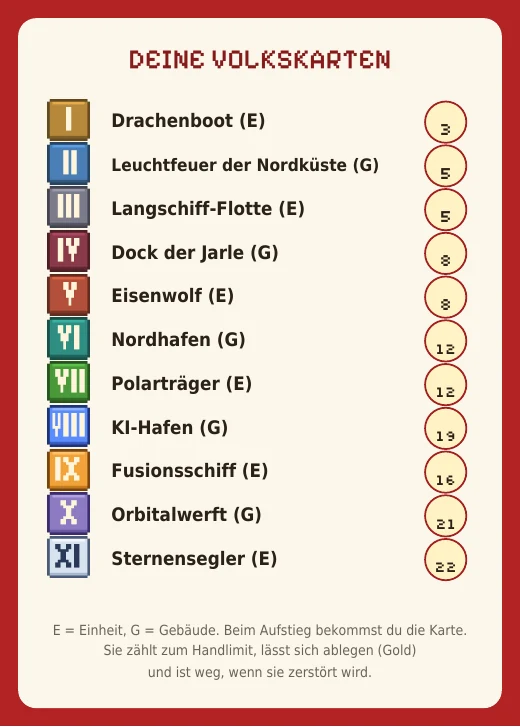 DEINE VOLKSKARTEN
I Drachenboot (E) 3
II Leuchtfeuer der Nordküste (G) 5
III Langschiff-Flotte (E) 5
IV Dock der Jarle (G) 8
V Eisenwolf (E) 8
VI Nordhafen (G) 12
VII Polarträger (E) 12
VIII KI-Hafen (G) 19
IX Fusionsschiff (E) 16
X Orbitalwerft (G) 21
XI Sternensegler (E) 22
E = Einheit, G = Gebäude. Beim Aufstieg bekommst du die Karte.
Sie zählt zum Handlimit, lässt sich ablegen (Gold)
und ist weg, wenn sie zerstört wird.